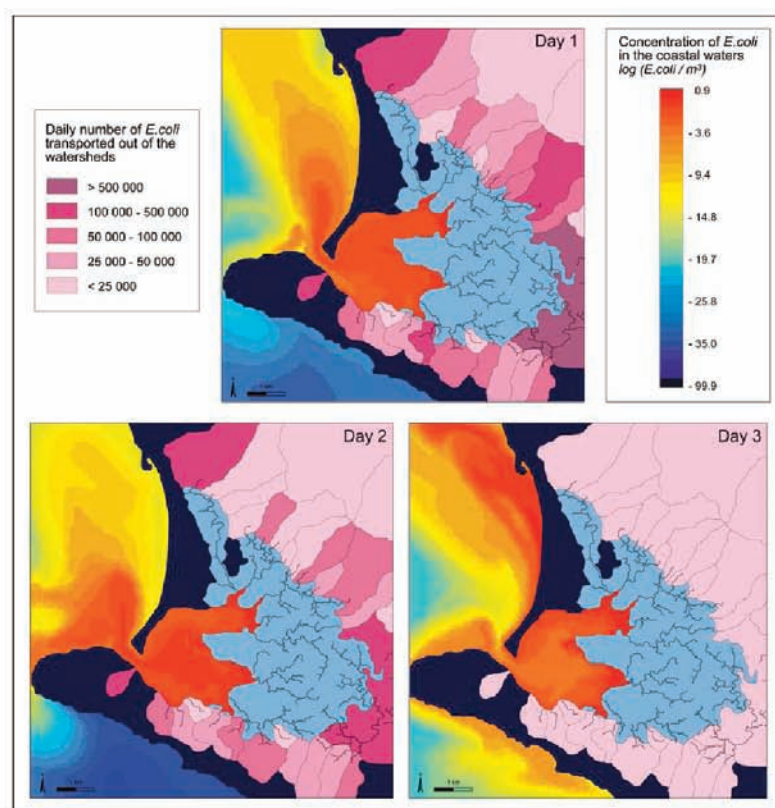 Day 1
Concentration of E.coli
in the coastal waters
log (E.coli / m³)
0.9
- 3.6
- 9.4
- 14.8
- 19.7
- 25.8
- 35.0
- 99.9
Daily number of E.coli
transported out of the
watersheds
> 500 000
100 000 - 500 000
50 000 - 100 000
25 000 - 50 000
< 25 000
Day 2
Day 3